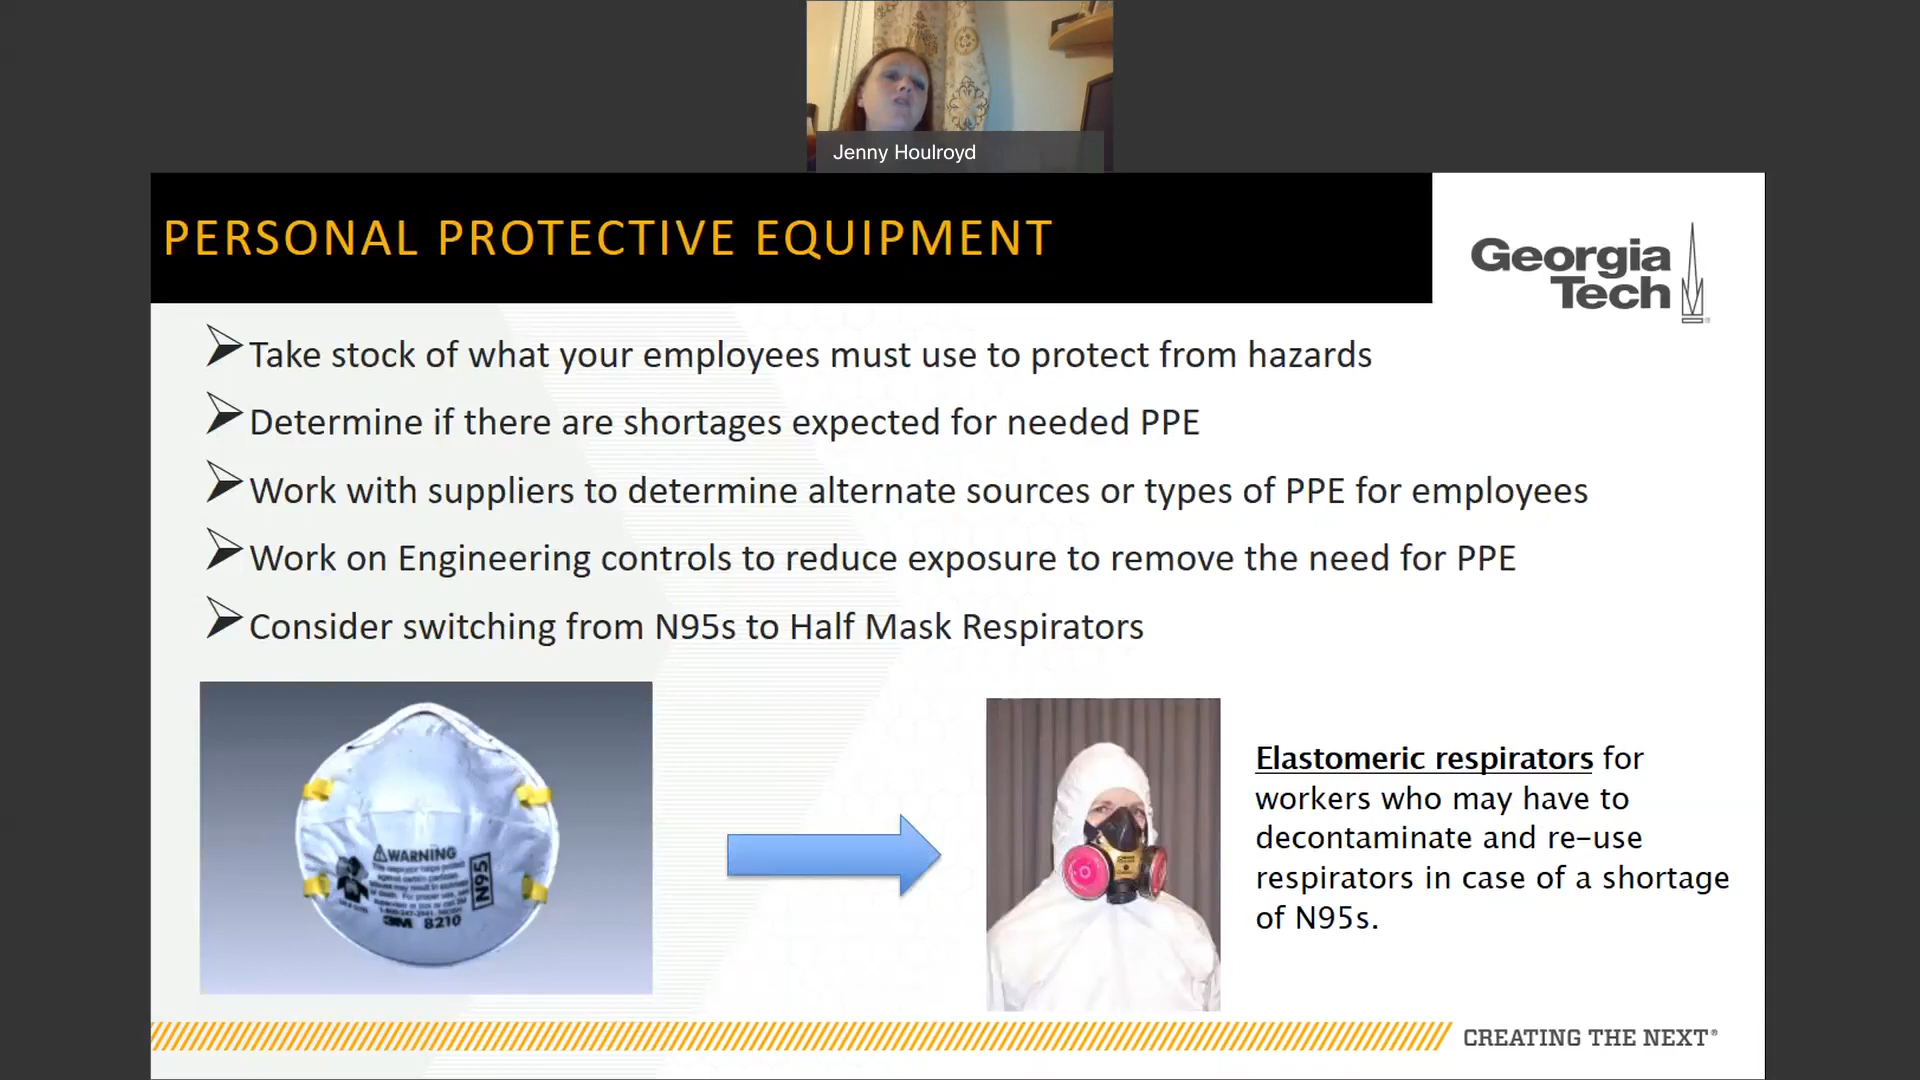 Jenny Houlroyd
PERSONAL PROTECTIVE EQUIPMENT
Georgia
Tech
Take stock of what your employees must use to protect from hazards
Determine if there are shortages expected for needed PPE
Work with suppliers to determine alternate sources or types of PPE for employees
Work on Engineering controls to reduce exposure to remove the need for PPE
Consider switching from N95s to Half Mask Respirators
WARNING
N95
3M 8210
Elastomeric respirators for
workers who may have to
decontaminate and re-use
respirators in case of a shortage
of N95s.
CREATING THE NEXT®